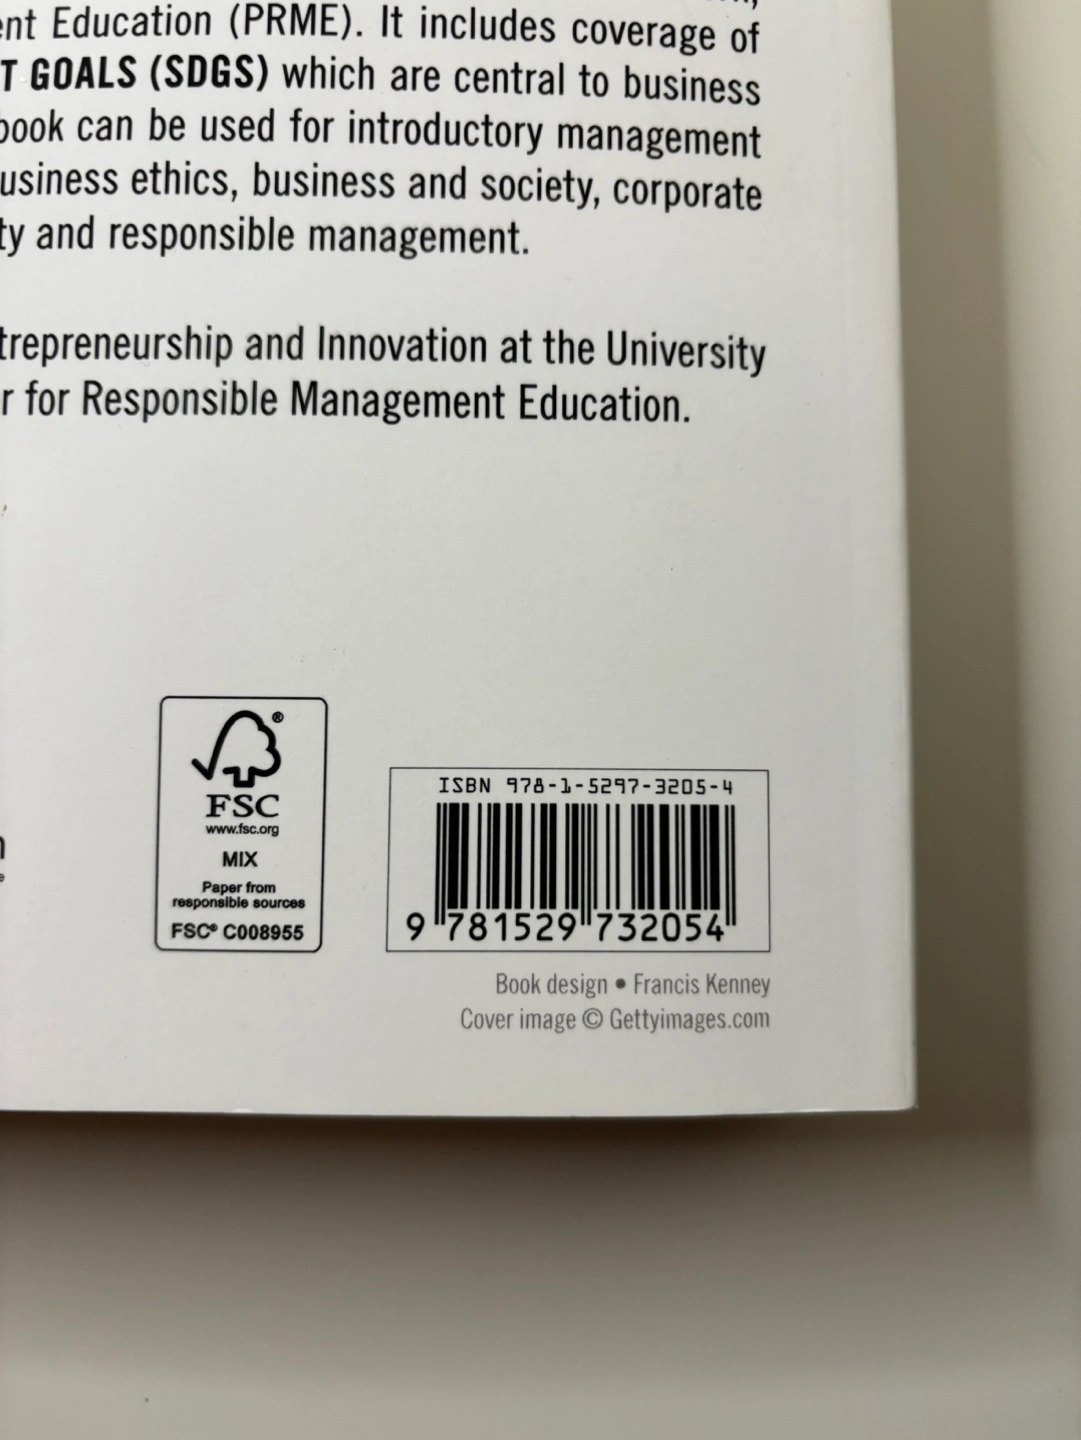 ent Education (PRME). It includes coverage of
T GOALS (SDGS) which are central to business
book can be used for introductory management
usiness ethics, business and society, corporate
ty and responsible management.
trepreneurship and Innovation at the University
r for Responsible Management Education.
®
FSC
www.fsc.org
MIX
Paper from
responsible sources
FSC® C008955
ISBN 978-1-5297-3205-4
9 781529 732054
Book design • Francis Kenney
Cover image © Gettyimages.com